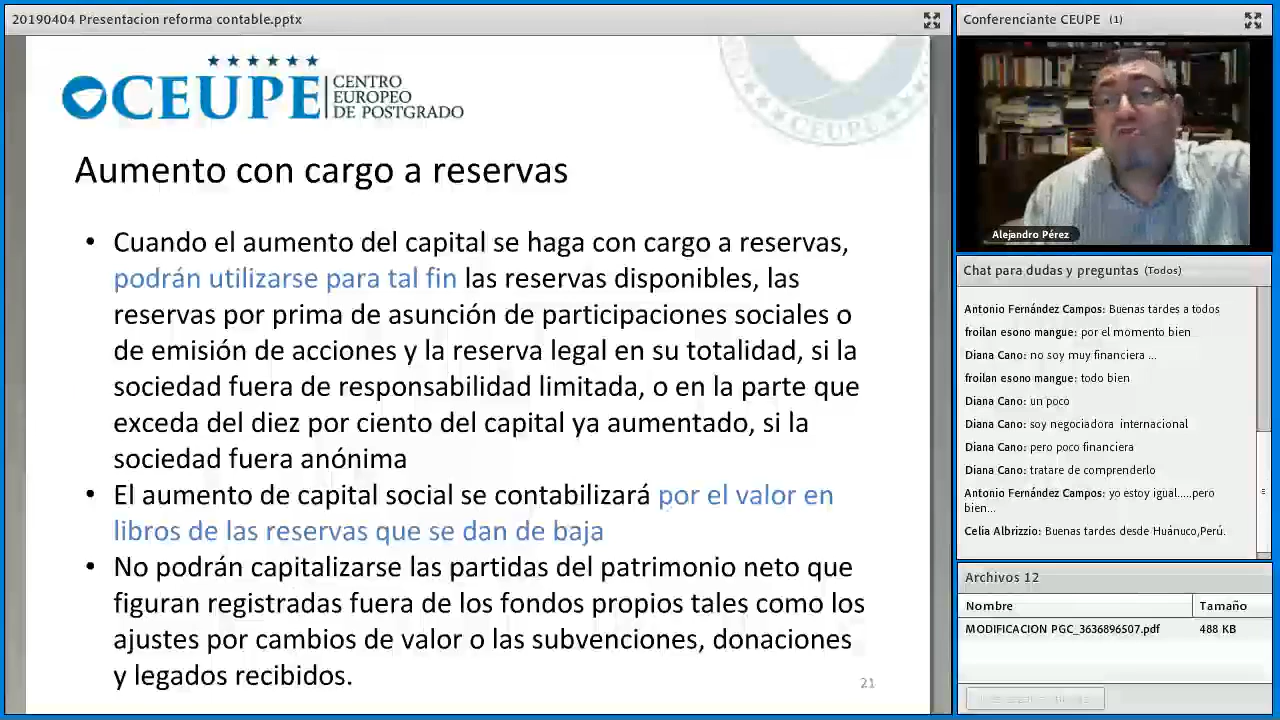 20190404 Presentacion reforma contable.pptx
CEUPE
CENTRO
EUROPEO
DE POSTGRADO
CEUPE
Aumento con cargo a reservas
• Cuando el aumento del capital se haga con cargo a reservas,
podrán utilizarse para tal fin las reservas disponibles, las
reservas por prima de asunción de participaciones sociales o
de emisión de acciones y la reserva legal en su totalidad, si la
sociedad fuera de responsabilidad limitada, o en la parte que
exceda del diez por ciento del capital ya aumentado, si la
sociedad fuera anónima
• El aumento de capital social se contabilizará por el valor en
libros de las reservas que se dan de baja
• No podrán capitalizarse las partidas del patrimonio neto que
figuran registradas fuera de los fondos propios tales como los
ajustes por cambios de valor o las subvenciones, donaciones
y legados recibidos.
21
Conferenciante CEUPE (1)
Alejandro Pérez
Chat para dudas y preguntas (Todos)
Antonio Fernández Campos: Buenas tardes a todos
froilan esono mangue: por el momento bien
Diana Cano: no soy muy financiera ...
froilan esono mangue: todo bien
Diana Cano: un poco
Diana Cano: soy negociadora internacional
Diana Cano: pero poco financiera
Diana Cano: tratare de comprenderlo
Antonio Fernández Campos: yo estoy igual.....pero
bien...
Celia Albrizzio: Buenas tardes desde Huánuco,Perú.
Archivos 12
Nombre Tamaño
MODIFICACION PGC_3636896507.pdf 488 KB